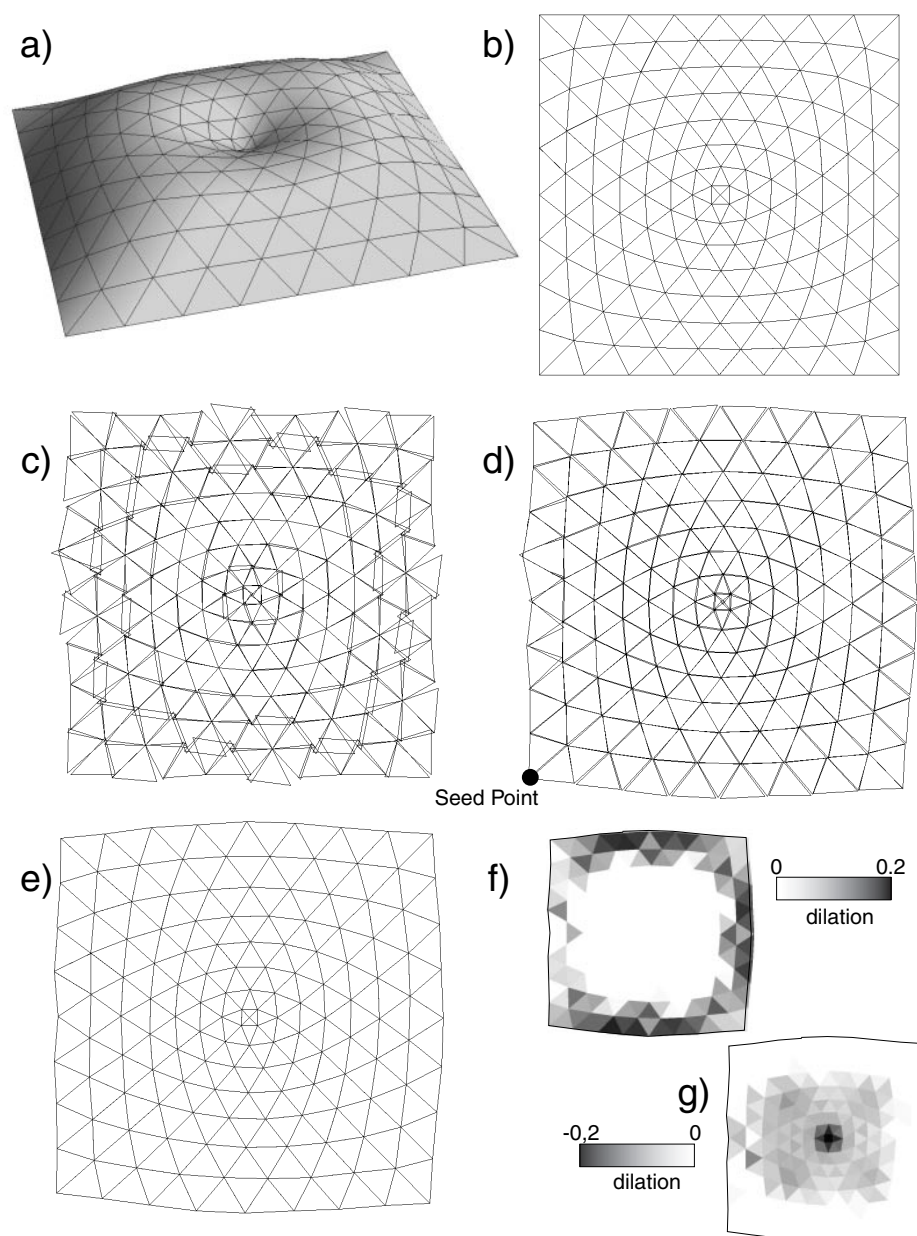 a)
b)
c)
d)
Seed Point
e)
f)
0 0.2
dilation
g)
-0,2 0
dilation